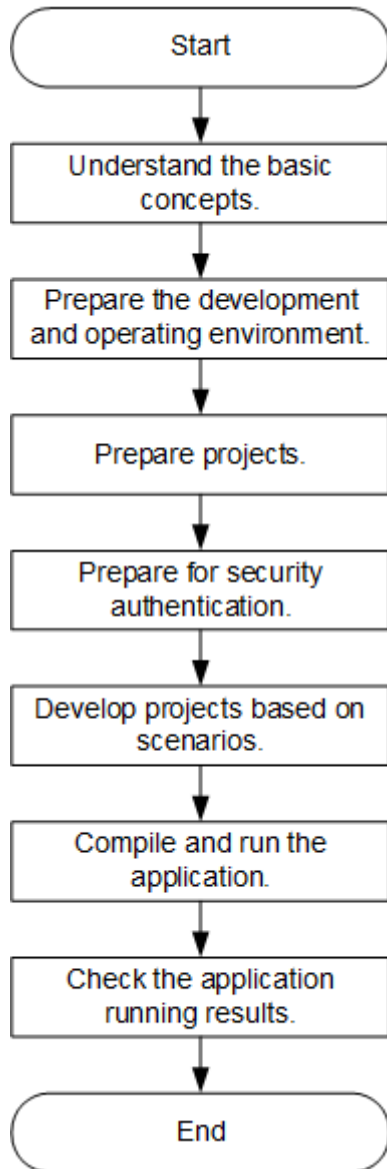 Start
Understand the basic
concepts.
Prepare the development
and operating environment.
Prepare projects.
Prepare for security
authentication.
Develop projects based on
scenarios.
Compile and run the
application.
Check the application
running results.
End